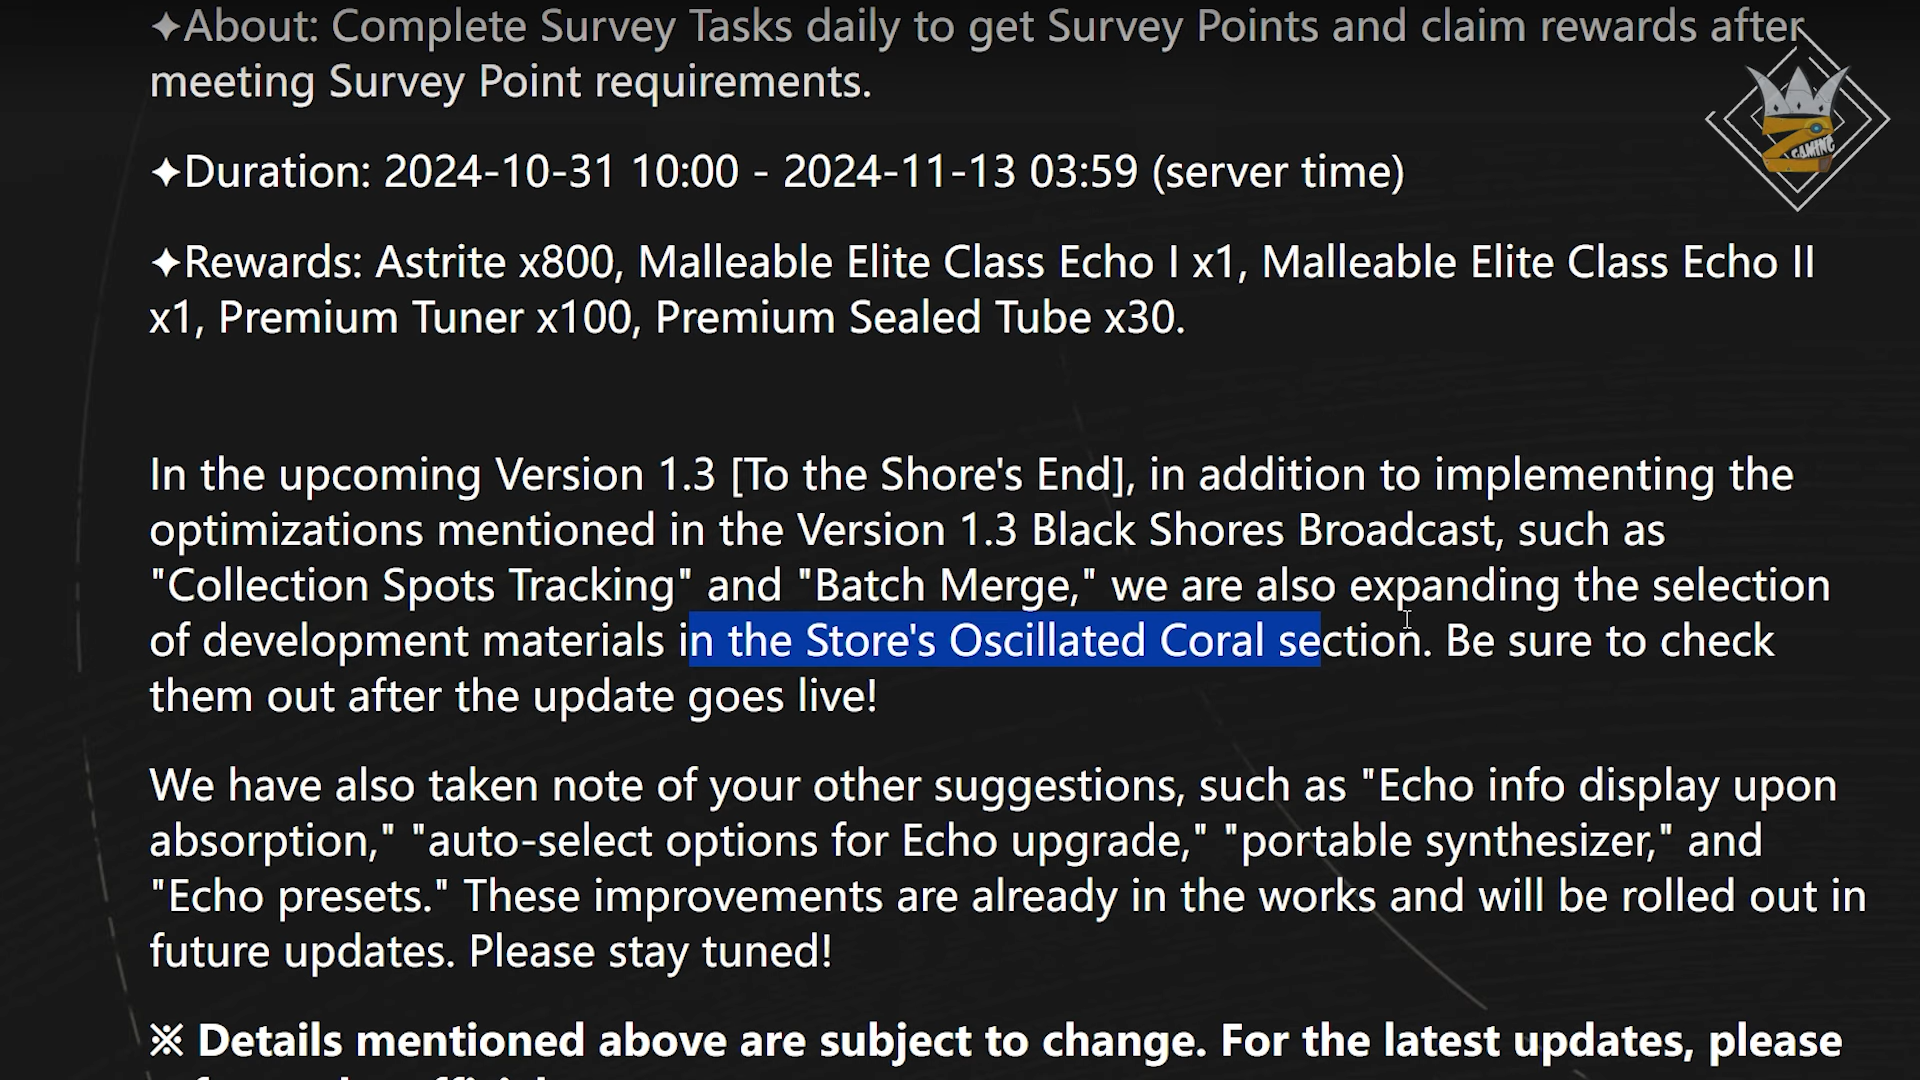 ✦About: Complete Survey Tasks daily to get Survey Points and claim rewards after
meeting Survey Point requirements.
GAMING
✦Duration: 2024-10-31 10:00 - 2024-11-13 03:59 (server time)
✦Rewards: Astrite x800, Malleable Elite Class Echo I x1, Malleable Elite Class Echo II
x1, Premium Tuner x100, Premium Sealed Tube x30.
In the upcoming Version 1.3 [To the Shore's End], in addition to implementing the
optimizations mentioned in the Version 1.3 Black Shores Broadcast, such as
"Collection Spots Tracking" and "Batch Merge," we are also expanding the selection
of development materials in the Store's Oscillated Coral section. Be sure to check
them out after the update goes live!
We have also taken note of your other suggestions, such as "Echo info display upon
absorption," "auto-select options for Echo upgrade," "portable synthesizer," and
"Echo presets." These improvements are already in the works and will be rolled out in
future updates. Please stay tuned!
※ Details mentioned above are subject to change. For the latest updates, please